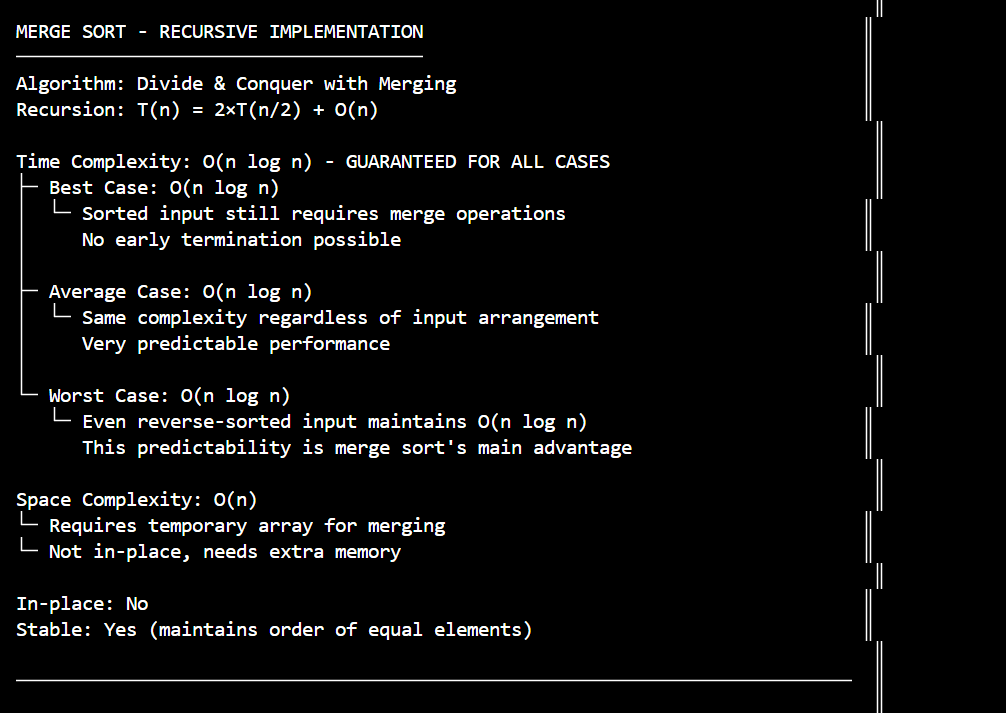 MERGE SORT - RECURSIVE IMPLEMENTATION
Algorithm: Divide & Conquer with Merging
Recursion: T(n) = 2×T(n/2) + O(n)
Time Complexity: O(n log n) - GUARANTEED FOR ALL CASES
├─ Best Case: O(n log n)
│  └─ Sorted input still requires merge operations
│     No early termination possible
├─ Average Case: O(n log n)
│  └─ Same complexity regardless of input arrangement
│     Very predictable performance
└─ Worst Case: O(n log n)
   └─ Even reverse-sorted input maintains O(n log n)
      This predictability is merge sort's main advantage
Space Complexity: O(n)
└─ Requires temporary array for merging
└─ Not in-place, needs extra memory
In-place: No
Stable: Yes (maintains order of equal elements)